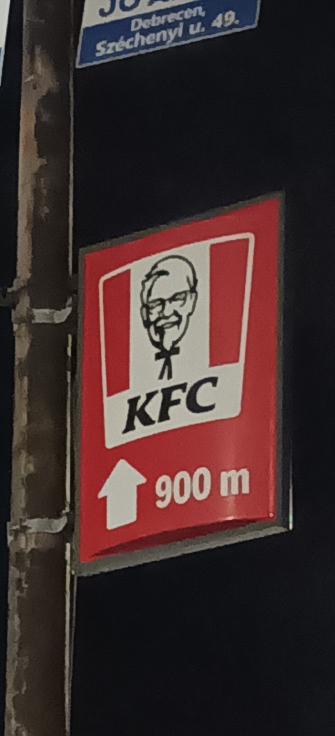 Debrecen,
Széchenyi u. 49.
KFC
900 m